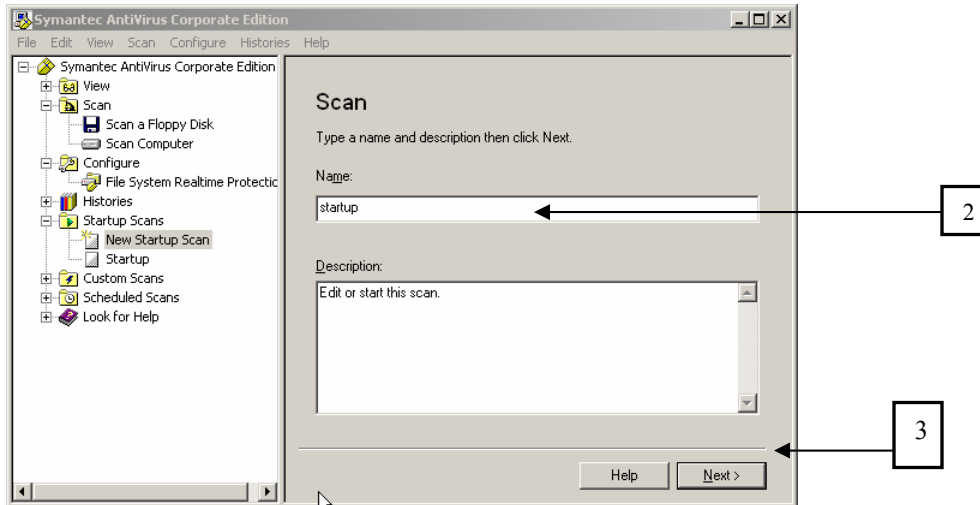 Symantec AntiVirus Corporate Edition
File Edit View Scan Configure Histories Help
Symantec AntiVirus Corporate Edition
View
Scan
Scan a Floppy Disk
Scan Computer
Configure
File System Realtime Protectic
Histories
Startup Scans
New Startup Scan
Startup
Custom Scans
Scheduled Scans
Look for Help
Scan
Type a name and description then click Next.
Name:
startup
2
Description:
Edit or start this scan.
3
Help
Next >